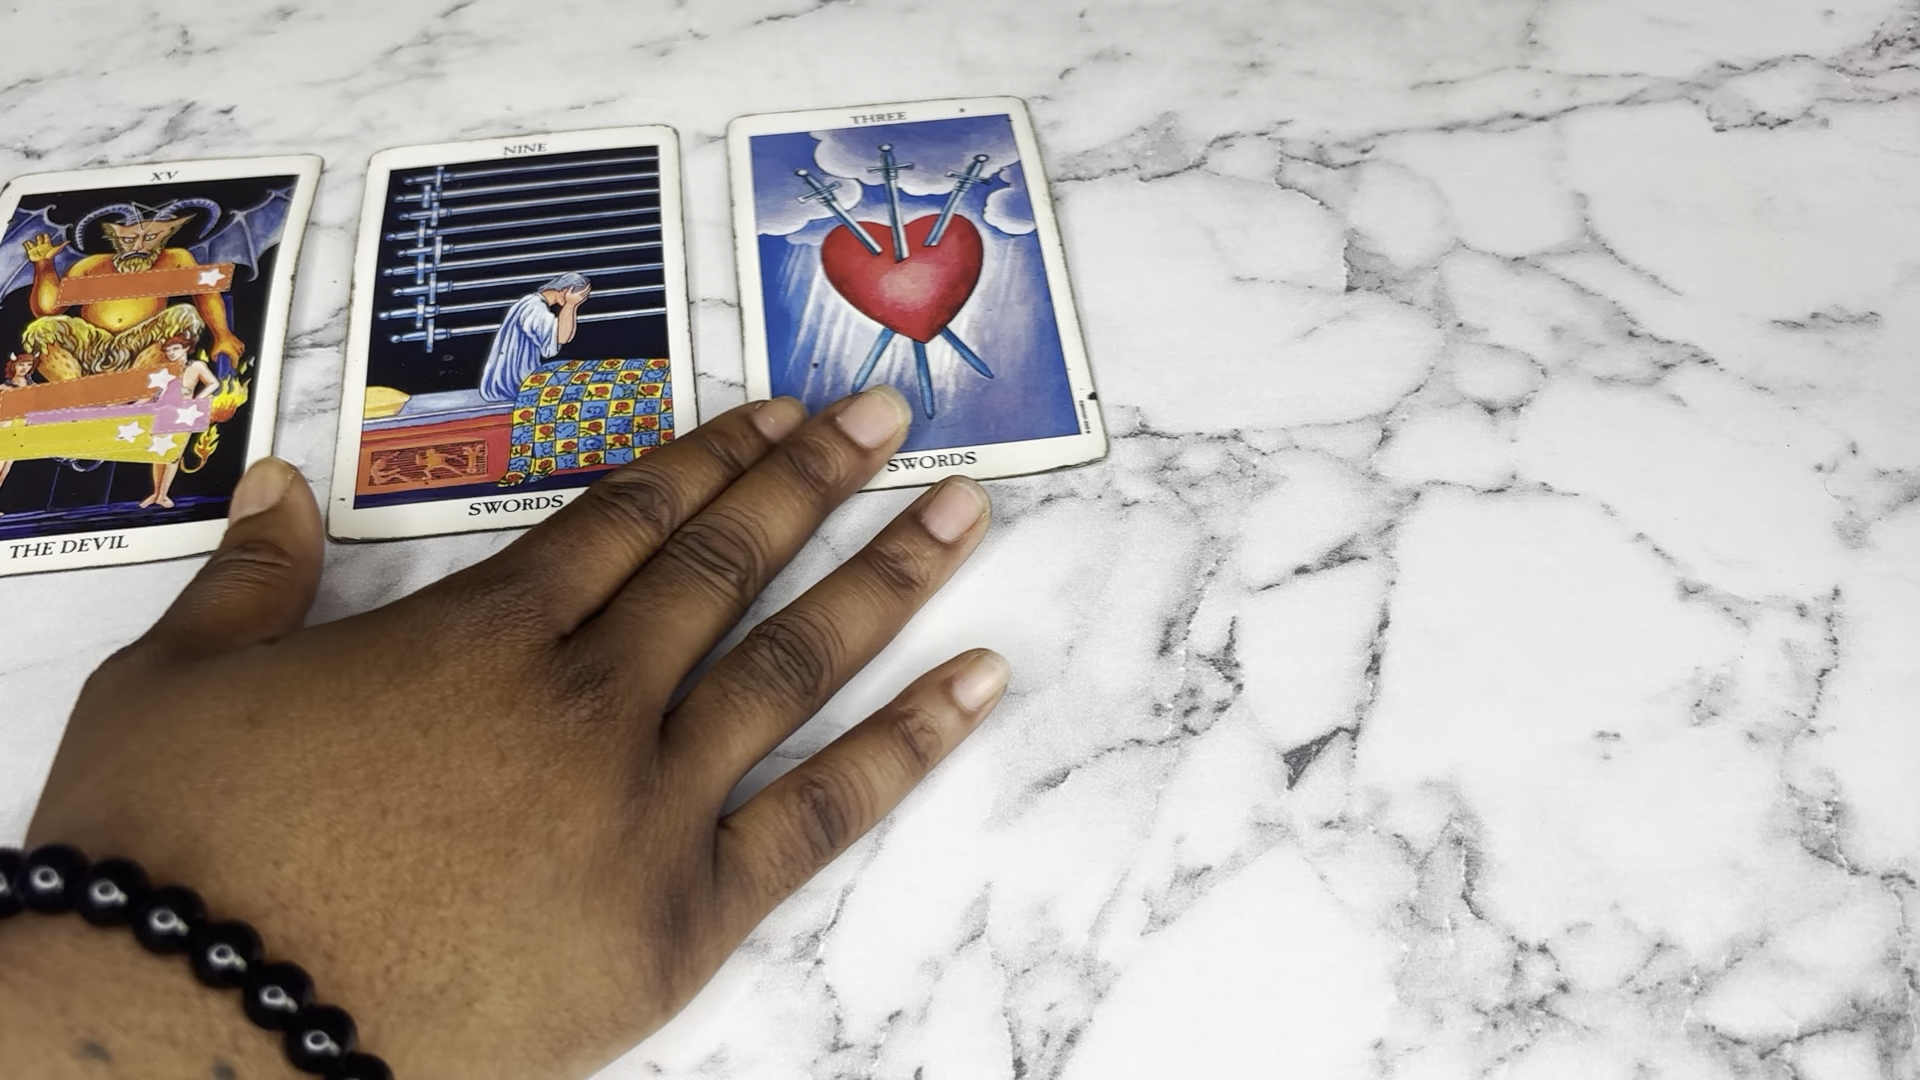 XV
THE DEVIL
NINE
SWORDS
THREE
SWORDS